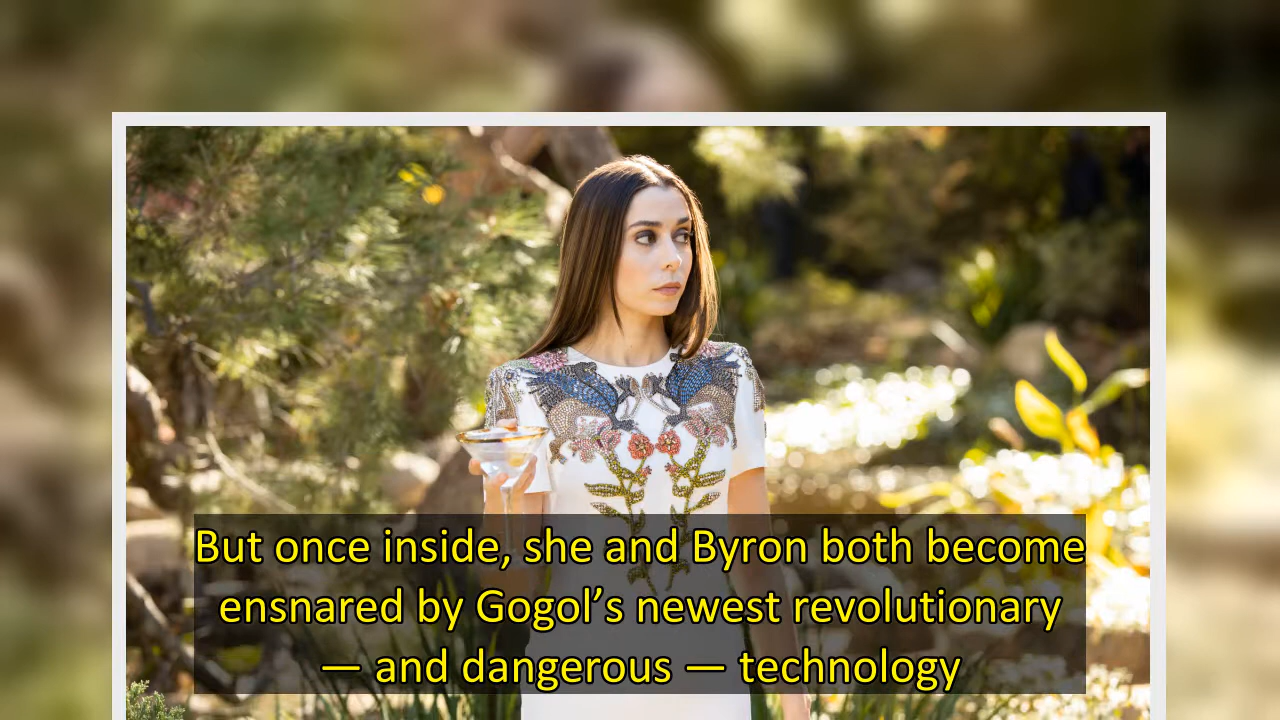 But once inside, she and Byron both become
ensnared by Gogol’s newest revolutionary
— and dangerous — technology